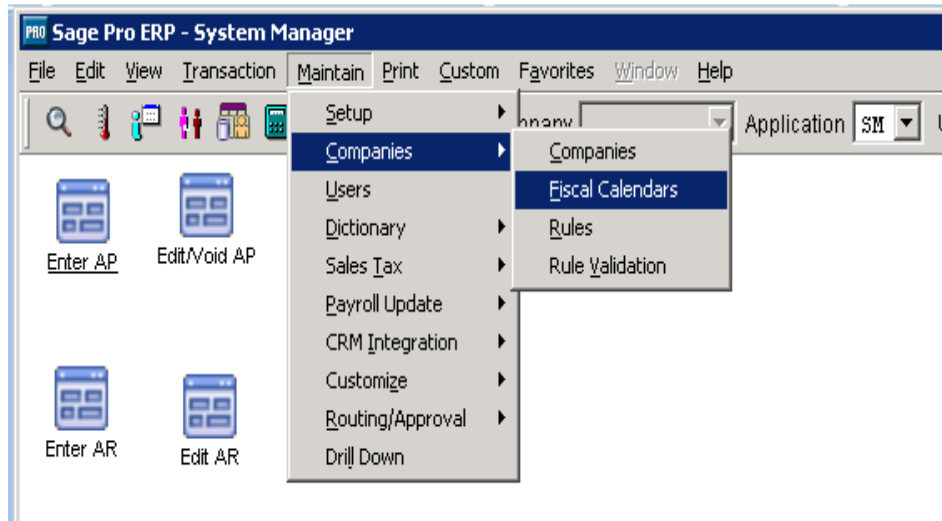 PRO Sage Pro ERP - System Manager
File Edit View Transaction Maintain Print Custom Favorites Window Help
Application SM
Setup
Companies
Users
Dictionary
Sales Tax
Payroll Update
CRM Integration
Customize
Routing/Approval
Drill Down
Companies
Fiscal Calendars
Rules
Rule Validation
Enter AP
Edit/Void AP
Enter AR
Edit AR